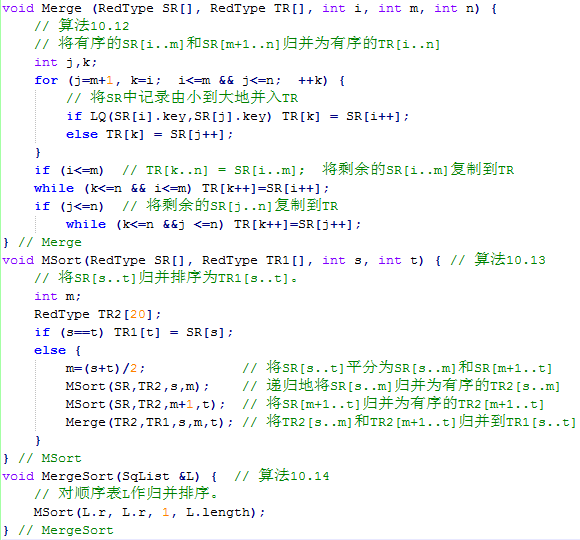 void Merge (RedType SR[], RedType TR[], int i, int m, int n) {
// 算法10.12
// 将有序的SR[i..m]和SR[m+1..n]归并为有序的TR[i..n]
int j,k;
for (j=m+1, k=i;  i<=m && j<=n;  ++k) {
// 将SR中记录由小到大地并入TR
if LQ(SR[i].key,SR[j].key) TR[k] = SR[i++];
else TR[k] = SR[j++];
}
if (i<=m)  // TR[k..n] = SR[i..m];  将剩余的SR[i..m]复制到TR
while (k<=n && i<=m) TR[k++]=SR[i++];
if (j<=n)  // 将剩余的SR[j..n]复制到TR
while (k<=n &&j <=n) TR[k++]=SR[j++];
} // Merge
void MSort(RedType SR[], RedType TR1[], int s, int t) { // 算法10.13
// 将SR[s..t]归并排序为TR1[s..t]。
int m;
RedType TR2[20];
if (s==t) TR1[t] = SR[s];
else {
m=(s+t)/2;            // 将SR[s..t]平分为SR[s..m]和SR[m+1..t]
MSort(SR,TR2,s,m);    // 递归地将SR[s..m]归并为有序的TR2[s..m]
MSort(SR,TR2,m+1,t);  // 将SR[m+1..t]归并为有序的TR2[m+1..t]
Merge(TR2,TR1,s,m,t); // 将TR2[s..m]和TR2[m+1..t]归并到TR1[s..t]
}
} // MSort
void MergeSort(SqList &L) {  // 算法10.14
// 对顺序表L作归并排序。
MSort(L.r, L.r, 1, L.length);
} // MergeSort